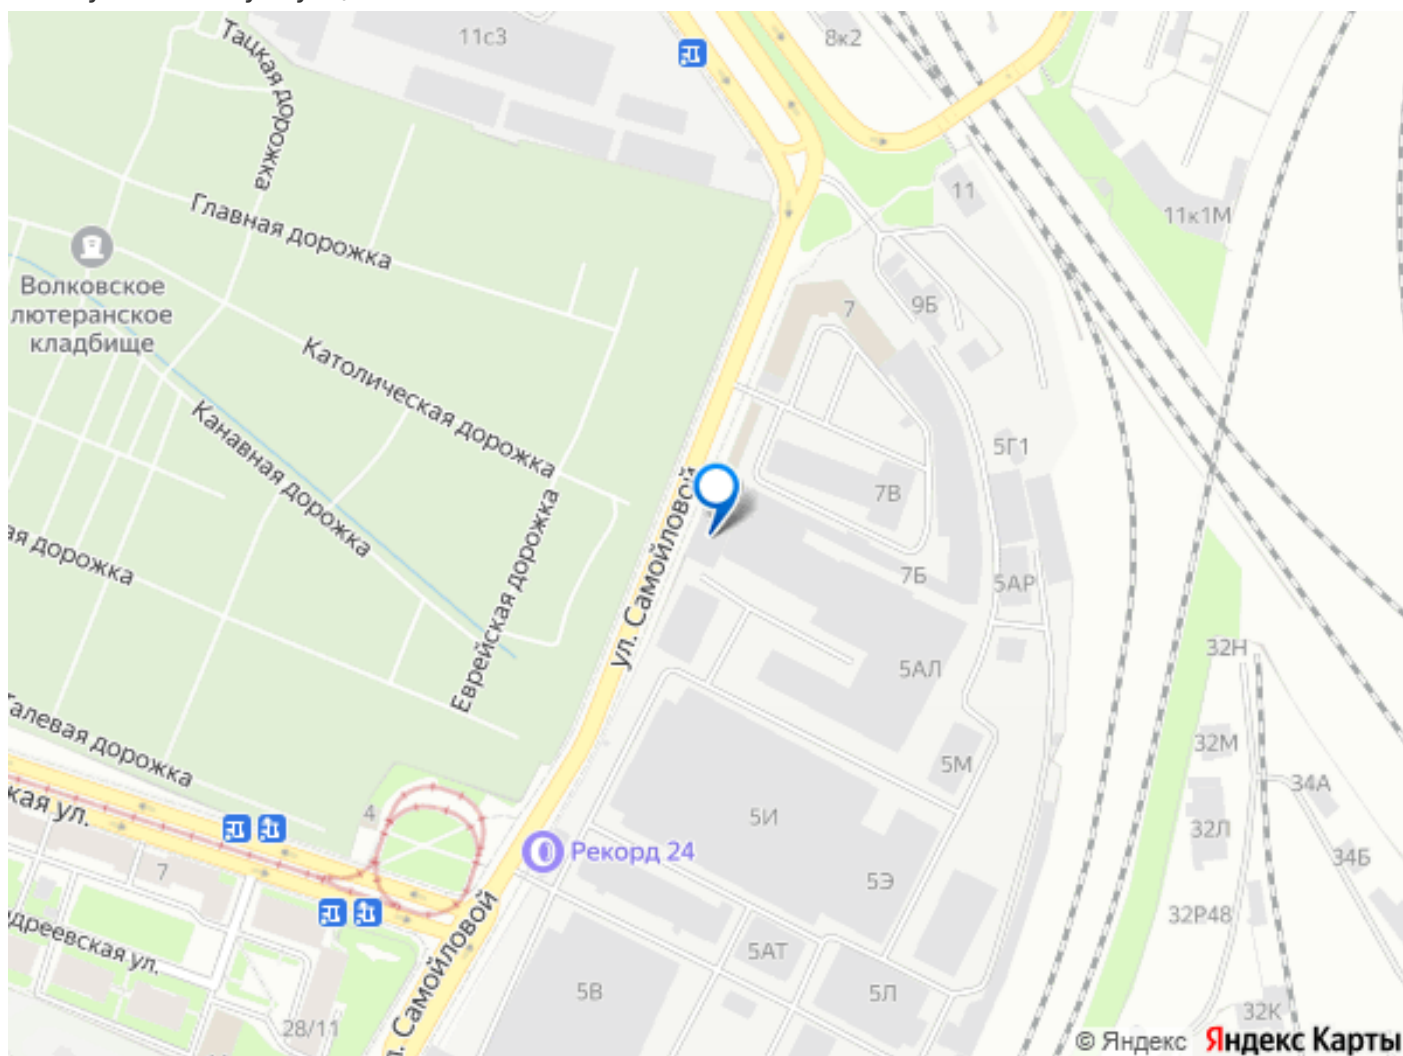 11с3
8к2
Тацкая дорожка
11
11к1М
Главная дорожка
Волковское
лютеранское
кладбище
7
9Б
Католическая дорожка
Канавная дорожка
5Г1
7В
ул. Самойловой
Еврейская дорожка
ая дорожка
7Б
5АР
32Н
5АЛ
Талевая дорожка
32М
5М
34А
кая ул.
4
5И
32Л
Рекорд 24
34Б
7
5Э
32Р48
едреевская ул.
л. Самойловой
5АТ
5В
5Л
28/11
32К
© Яндекс
Яндекс Карты